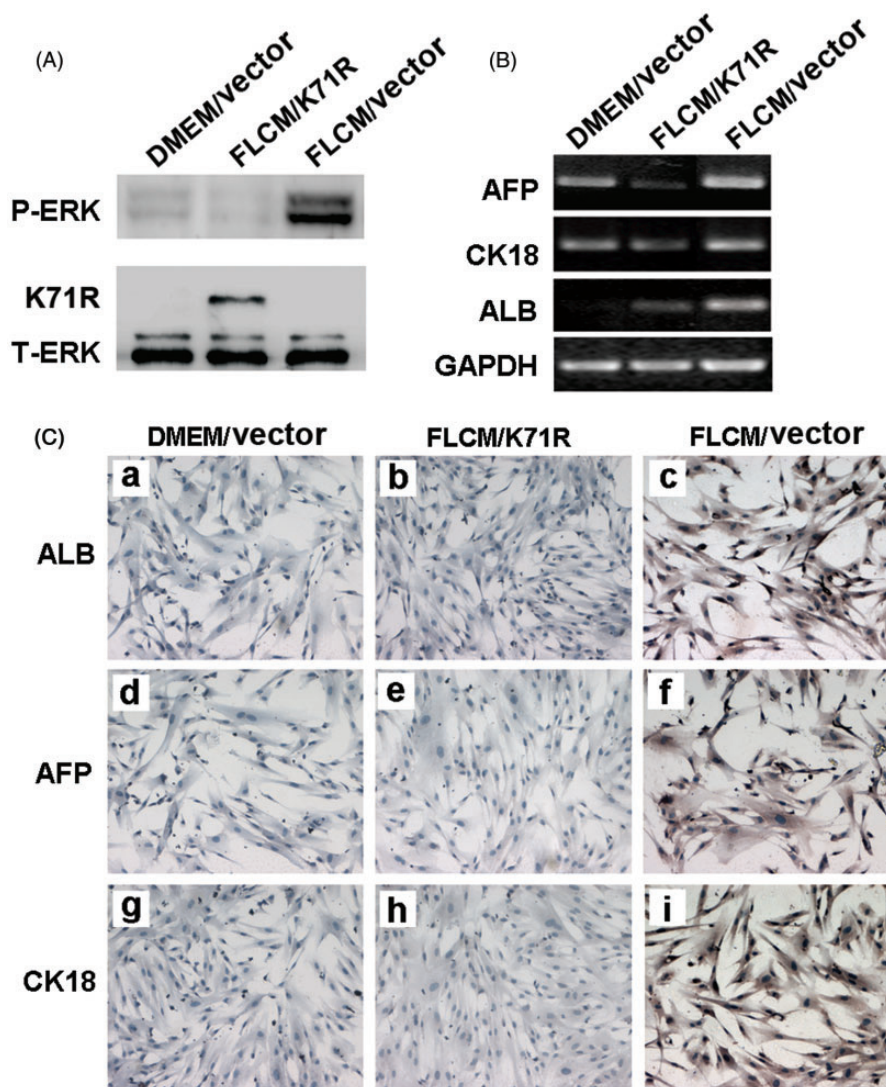 (A)
DMEM/vector
FLCM/K71R
FLCM/vector
P-ERK
K71R
T-ERK
(B)
DMEM/vector
FLCM/K71R
FLCM/vector
AFP
CK18
ALB
GAPDH
(C)
DMEM/vector
FLCM/K71R
FLCM/vector
ALB
a
b
c
AFP
d
e
f
CK18
g
h
i